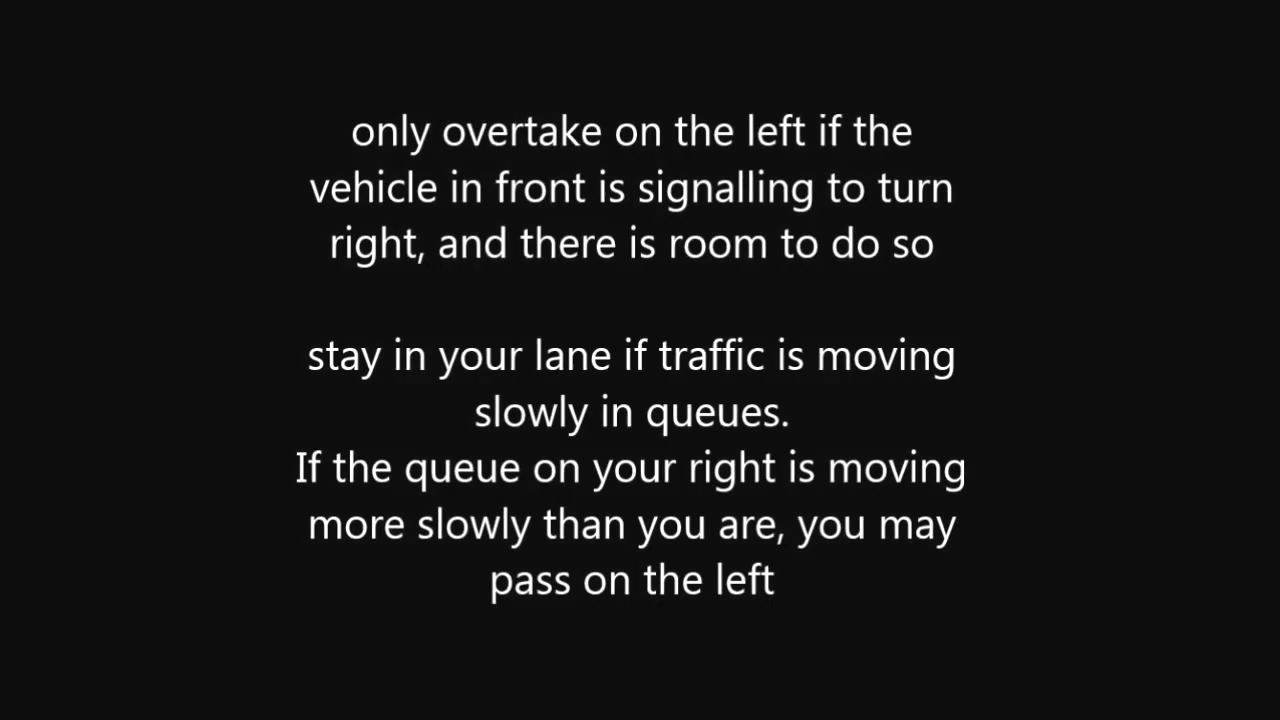 only overtake on the left if the
vehicle in front is signalling to turn
right, and there is room to do so
stay in your lane if traffic is moving
slowly in queues.
If the queue on your right is moving
more slowly than you are, you may
pass on the left